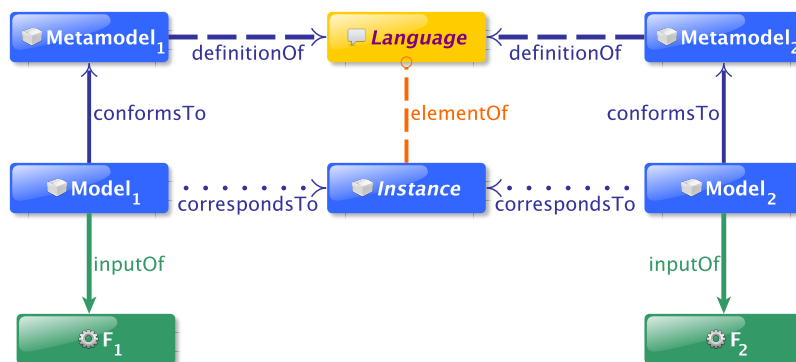 Metamodel₁
Language
Metamodel₂
definitionOf
definitionOf
conformsTo
elementOf
conformsTo
Model₁
Instance
Model₂
correspondsTo
correspondsTo
inputOf
inputOf
F₁
F₂